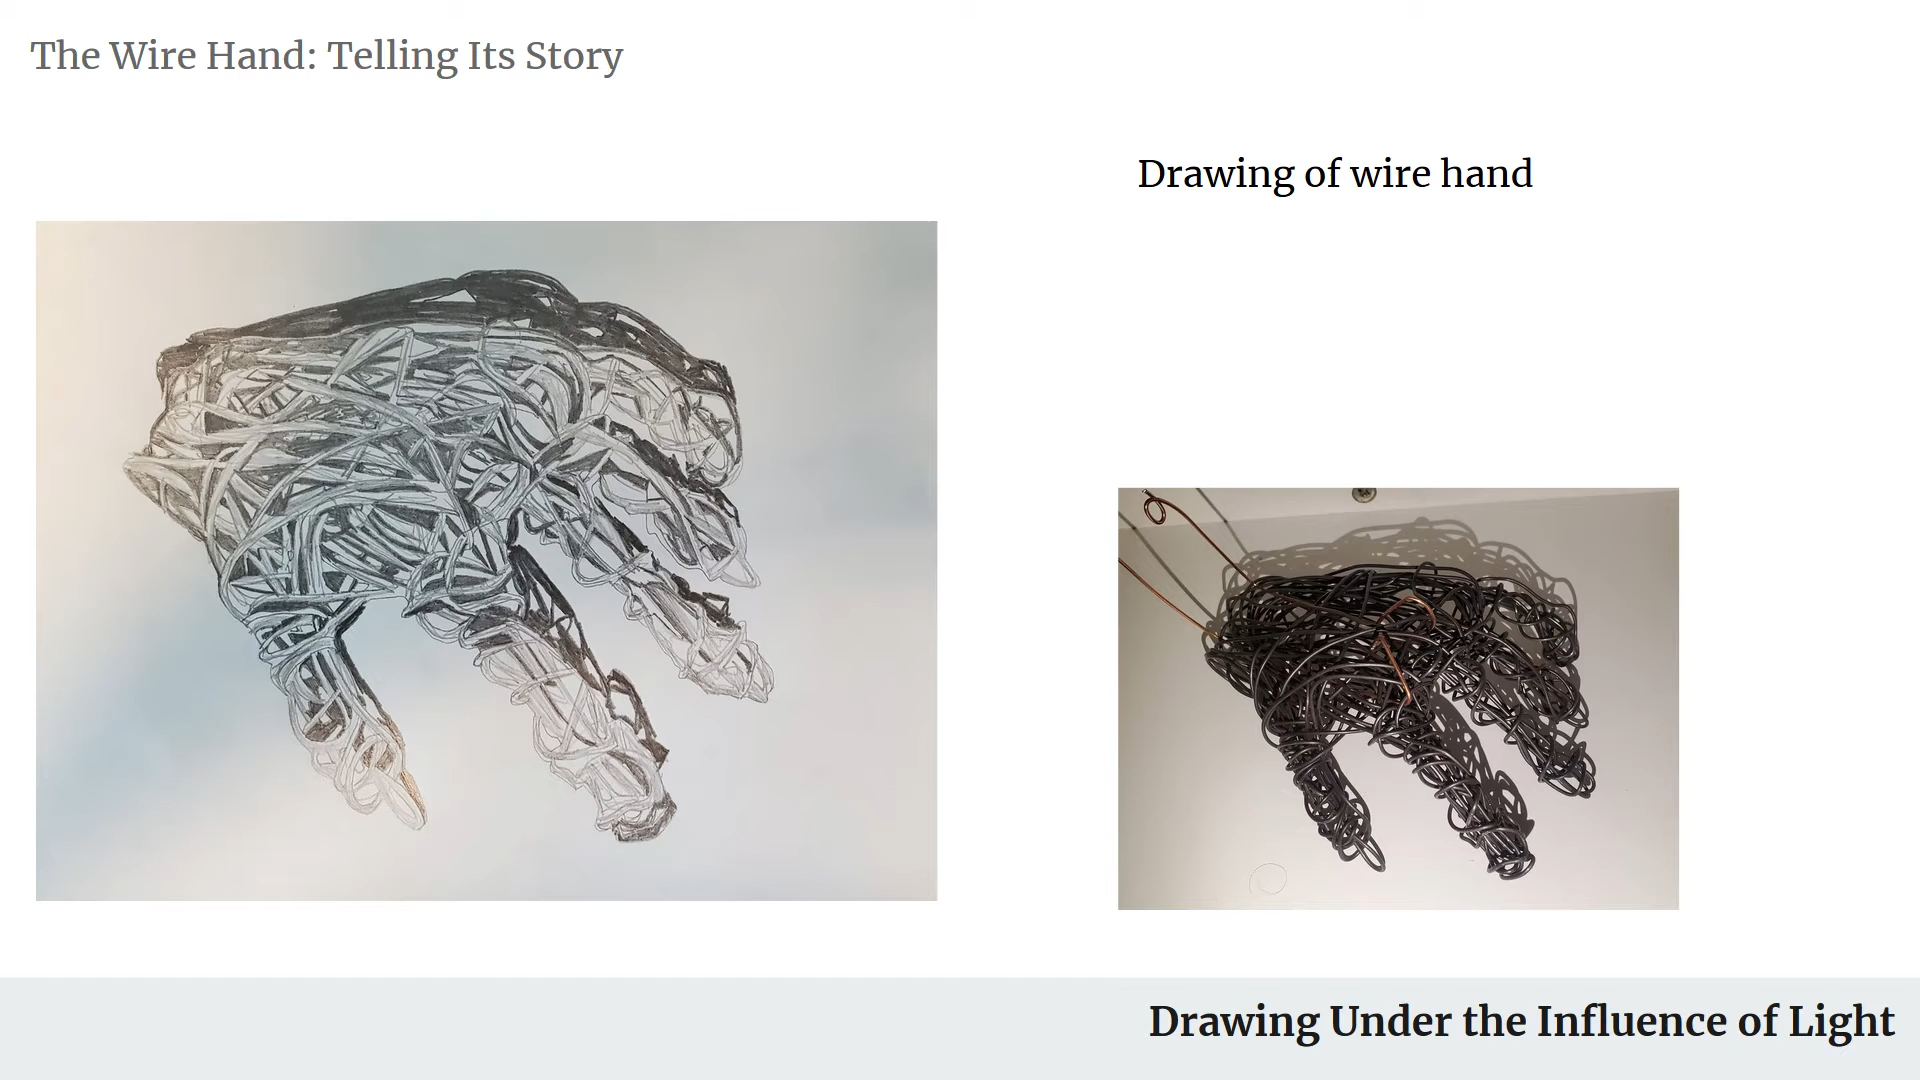 The Wire Hand: Telling Its Story
Drawing of wire hand
Drawing Under the Influence of Light